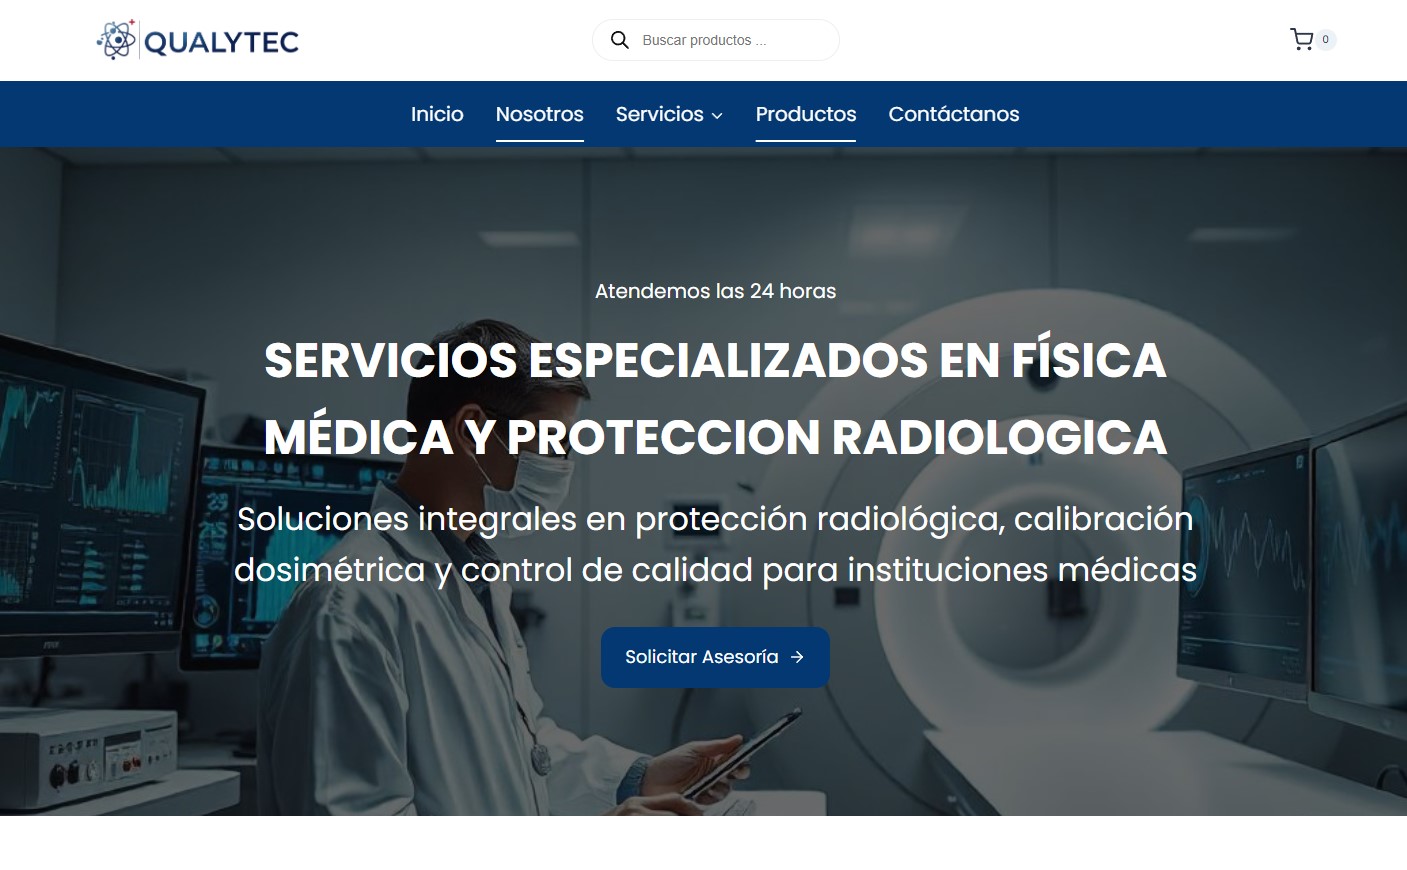 QUALYTEC
Buscar productos ...
0
Inicio Nosotros Servicios Productos Contáctanos
Atendemos las 24 horas
SERVICIOS ESPECIALIZADOS EN FÍSICA
MÉDICA Y PROTECCION RADIOLOGICA
Soluciones integrales en protección radiológica, calibración
dosimétrica y control de calidad para instituciones médicas
Solicitar Asesoría